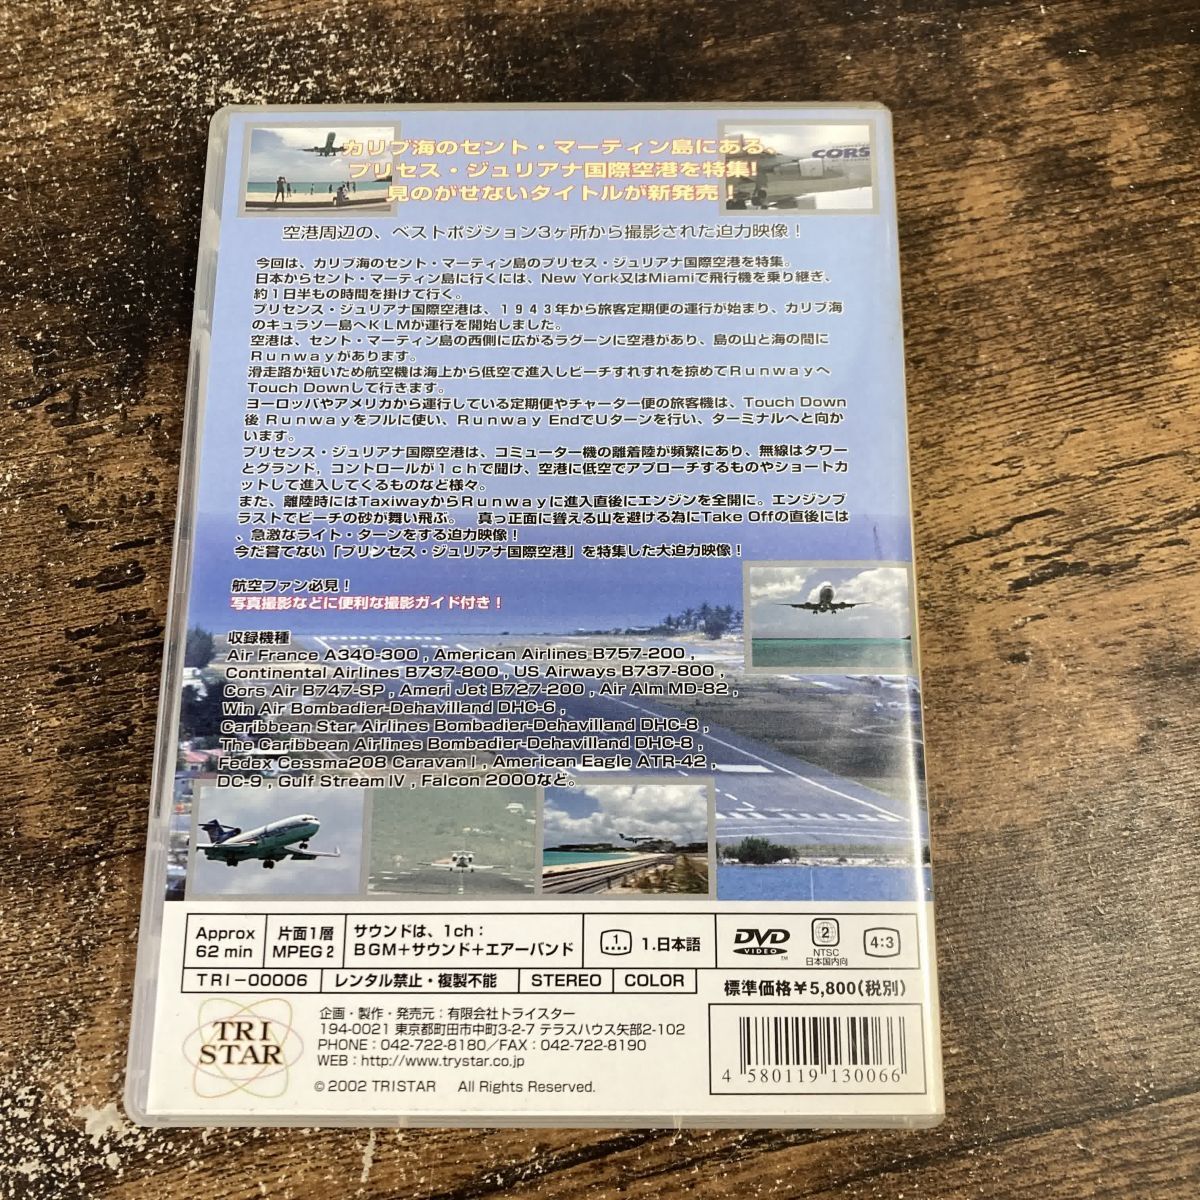 カリブ海のセント・マーティン島にある、
プリセス・ジュリアナ国際空港を特集!
見のがせないタイトルが新発売！
CORS
空港周辺の、ベストポジション3ヶ所から撮影された迫力映像！
今回は、カリブ海のセント・マーティン島のプリセス・ジュリアナ国際空港を特集。
日本からセント・マーティン島に行くには、New York又はMiamiで飛行機を乗り継ぎ、
約1日半もの時間を掛けて行く。
プリセンス・ジュリアナ国際空港は、1943年から旅客定期便の運行が始まり、カリブ海
のキュラソー島へKLMが運行を開始しました。
空港は、セント・マーティン島の西側に広がるラグーンに空港があり、島の山と海の間に
Runwayがあります。
滑走路が短いため航空機は海上から低空で進入しビーチすれすれを掠めてRunwayへ
Touch Downして行きます。
ヨーロッパやアメリカから運行している定期便やチャーター便の旅客機は、Touch Down
後 Runwayをフルに使い、Runway EndでUターンを行い、ターミナルへと向か
います。
プリセンス・ジュリアナ国際空港は、コミューター機の離着陸が頻繁にあり、無線はタワー
とグランド，コントロールが1chで聞け、空港に低空でアプローチするものやショートカ
ットして進入してくるものなど様々。
また、離陸時にはTaxiwayからRunwayに進入直後にエンジンを全開に。エンジンブ
ラストでビーチの砂が舞い飛ぶ。 真っ正面に聳える山を避ける為にTake Offの直後には
、急激なライト・ターンをする迫力映像！
今だ嘗てない「プリンセス・ジュリアナ国際空港」を特集した大迫力映像！
航空ファン必見！
写真撮影などに便利な撮影ガイド付き！
収録機種
Air France A340-300 , American Airlines B757-200 ,
Continental Airlines B737-800 , US Airways B737-800 ,
Cors Air B747-SP , Ameri Jet B727-200 , Air Alm MD-82 ,
Win Air Bombadier-Dehavilland DHC-6 ,
Caribbean Star Airlines Bombadier-Dehavilland DHC-8 ,
The Caribbean Airlines Bombadier-Dehavilland DHC-8 ,
Fedex Cessma208 Caravan I , American Eagle ATR-42 ,
DC-9 , Gulf Stream IV , Falcon 2000など。
Approx
62 min
片面1層
MPEG 2
サウンドは、1ch：
BGM+サウンド+エアーバンド
1
1.日本語
DVD
VIDEO
TM
2
NTSC
日本国内向
4:3
TRI-00006
レンタル禁止・複製不能
STEREO
COLOR
標準価格￥5,800(税別)
TRI
STAR
企画・製作・発売元：有限会社トライスター
194-0021 東京都町田市中町3-2-7 テラスハウス矢部2-102
PHONE：042-722-8180／FAX：042-722-8190
WEB：http://www.trystar.co.jp
© 2002 TRISTAR All Rights Reserved.
4 580119 130066